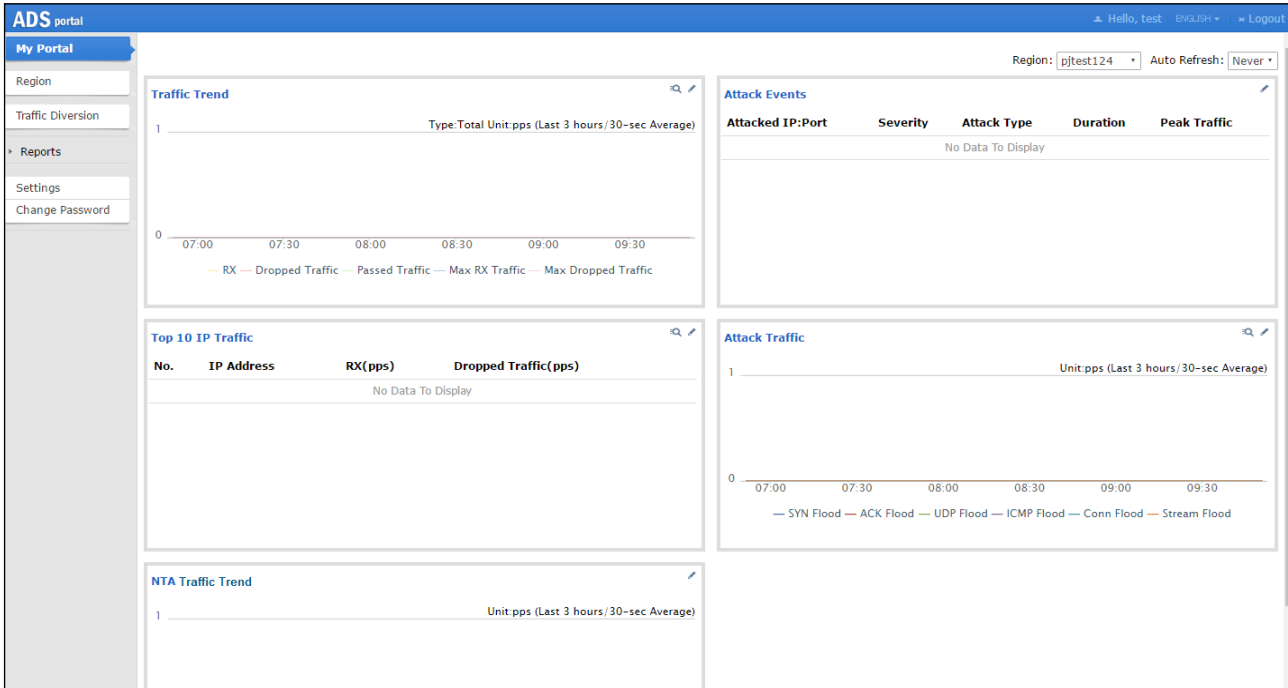 ADS portal
Hello, test ENGLISH Logout
My Portal
Region
Traffic Diversion
Reports
Settings
Change Password
Region: pjtest124 Auto Refresh: Never
Traffic Trend
Type:Total Unit:pps (Last 3 hours/30-sec Average)
1
0
07:00 07:30 08:00 08:30 09:00 09:30
RX Dropped Traffic Passed Traffic Max RX Traffic Max Dropped Traffic
Attack Events
Attacked IP:Port Severity Attack Type Duration Peak Traffic
No Data To Display
Top 10 IP Traffic
No. IP Address RX(pps) Dropped Traffic(pps)
No Data To Display
Attack Traffic
Unit:pps (Last 3 hours/30-sec Average)
1
0
07:00 07:30 08:00 08:30 09:00 09:30
SYN Flood ACK Flood UDP Flood ICMP Flood Conn Flood Stream Flood
NTA Traffic Trend
Unit:pps (Last 3 hours/30-sec Average)
1